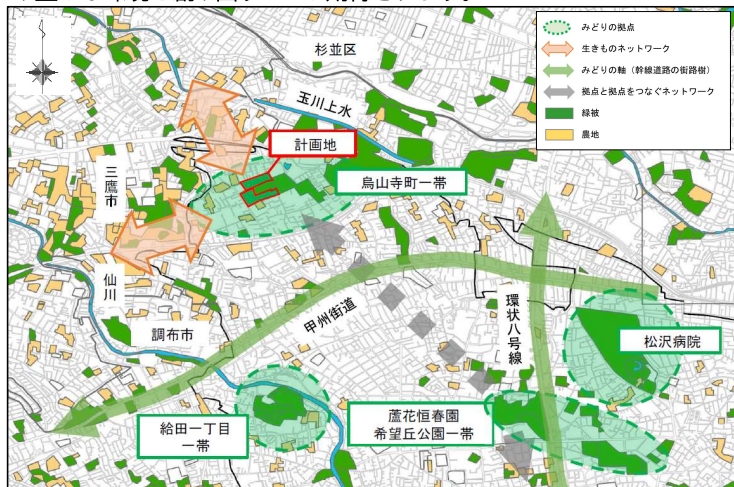 杉並区
玉川上水
計画地
烏山寺町一帯
三鷹市
仙川
調布市
甲州街道
環状八号線
松沢病院
給田一丁目
一帯
蘆花恒春園
希望丘公園一帯
みどりの拠点
生きものネットワーク
みどりの軸（幹線道路の街路樹）
拠点と拠点をつなぐネットワーク
緑被
農地